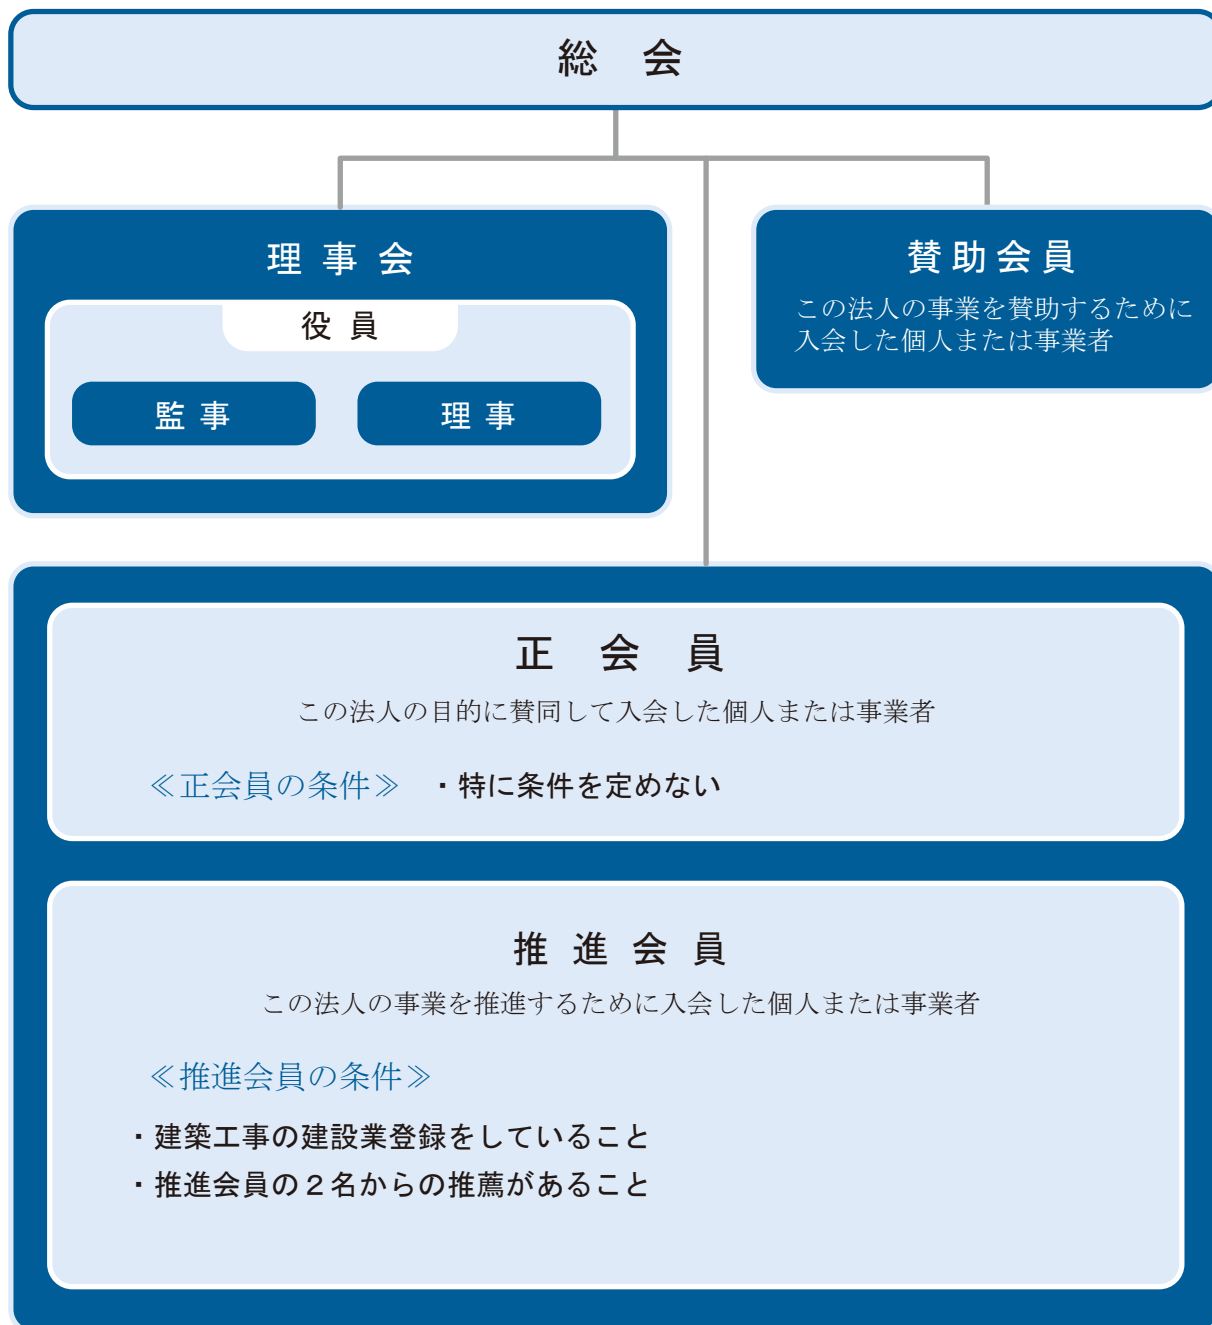 総会
理事会
役員
監事
理事
賛助会員
この法人の事業を賛助するために
入会した個人または事業者
正会員
この法人の目的に賛同して入会した個人または事業者
≪正会員の条件≫ ・特に条件を定めない
推進会員
この法人の事業を推進するために入会した個人または事業者
≪推進会員の条件≫
・建築工事の建設業登録をしていること
・推進会員の２名からの推薦があること